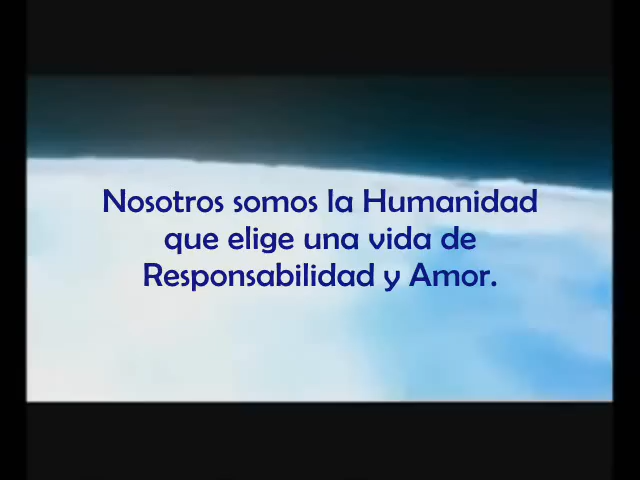 Nosotros somos la Humanidad
que elige una vida de
Responsabilidad y Amor.